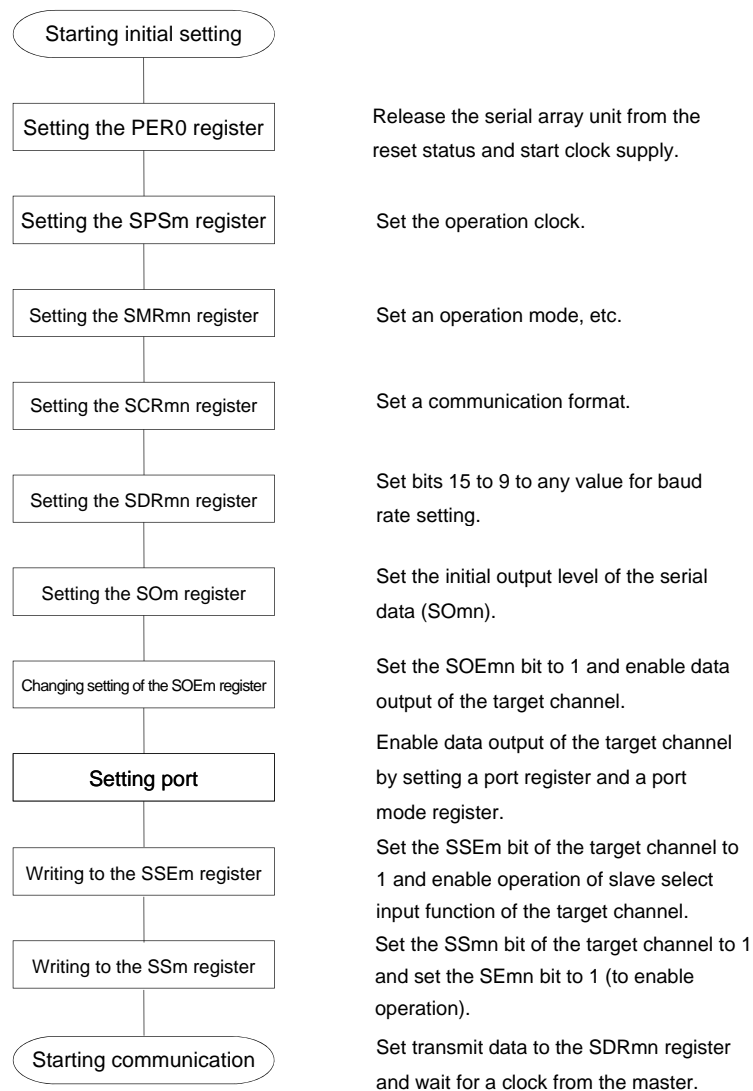 Starting initial setting
Setting the PER0 register
Release the serial array unit from the
reset status and start clock supply.
Setting the SPSm register
Set the operation clock.
Setting the SMRmn register
Set an operation mode, etc.
Setting the SCRmn register
Set a communication format.
Setting the SDRmn register
Set bits 15 to 9 to any value for baud
rate setting.
Setting the SOm register
Set the initial output level of the serial
data (SOmn).
Changing setting of the SOEm register
Set the SOEmn bit to 1 and enable data
output of the target channel.
Setting port
Enable data output of the target channel
by setting a port register and a port
mode register.
Writing to the SSEm register
Set the SSEm bit of the target channel to
1 and enable operation of slave select
input function of the target channel.
Writing to the SSm register
Set the SSmn bit of the target channel to 1
and set the SEmn bit to 1 (to enable
operation).
Starting communication
Set transmit data to the SDRmn register
and wait for a clock from the master.